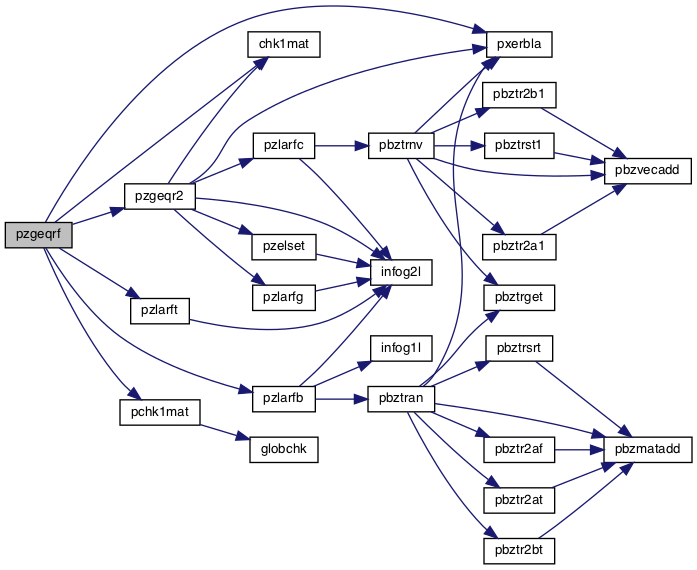 chk1mat
pxerbla
pbztr2b1
pzlarfc
pbztrnv
pbztrst1
pbzvecadd
pzgeqr2
pzgeqrf
pzelset
pbztr2a1
infog2l
pzlarfg
pbztrget
pzlarft
infog1l
pbztrsrt
pzlarfb
pbztran
pchk1mat
globchk
pbztr2af
pbzmatadd
pbztr2at
pbztr2bt